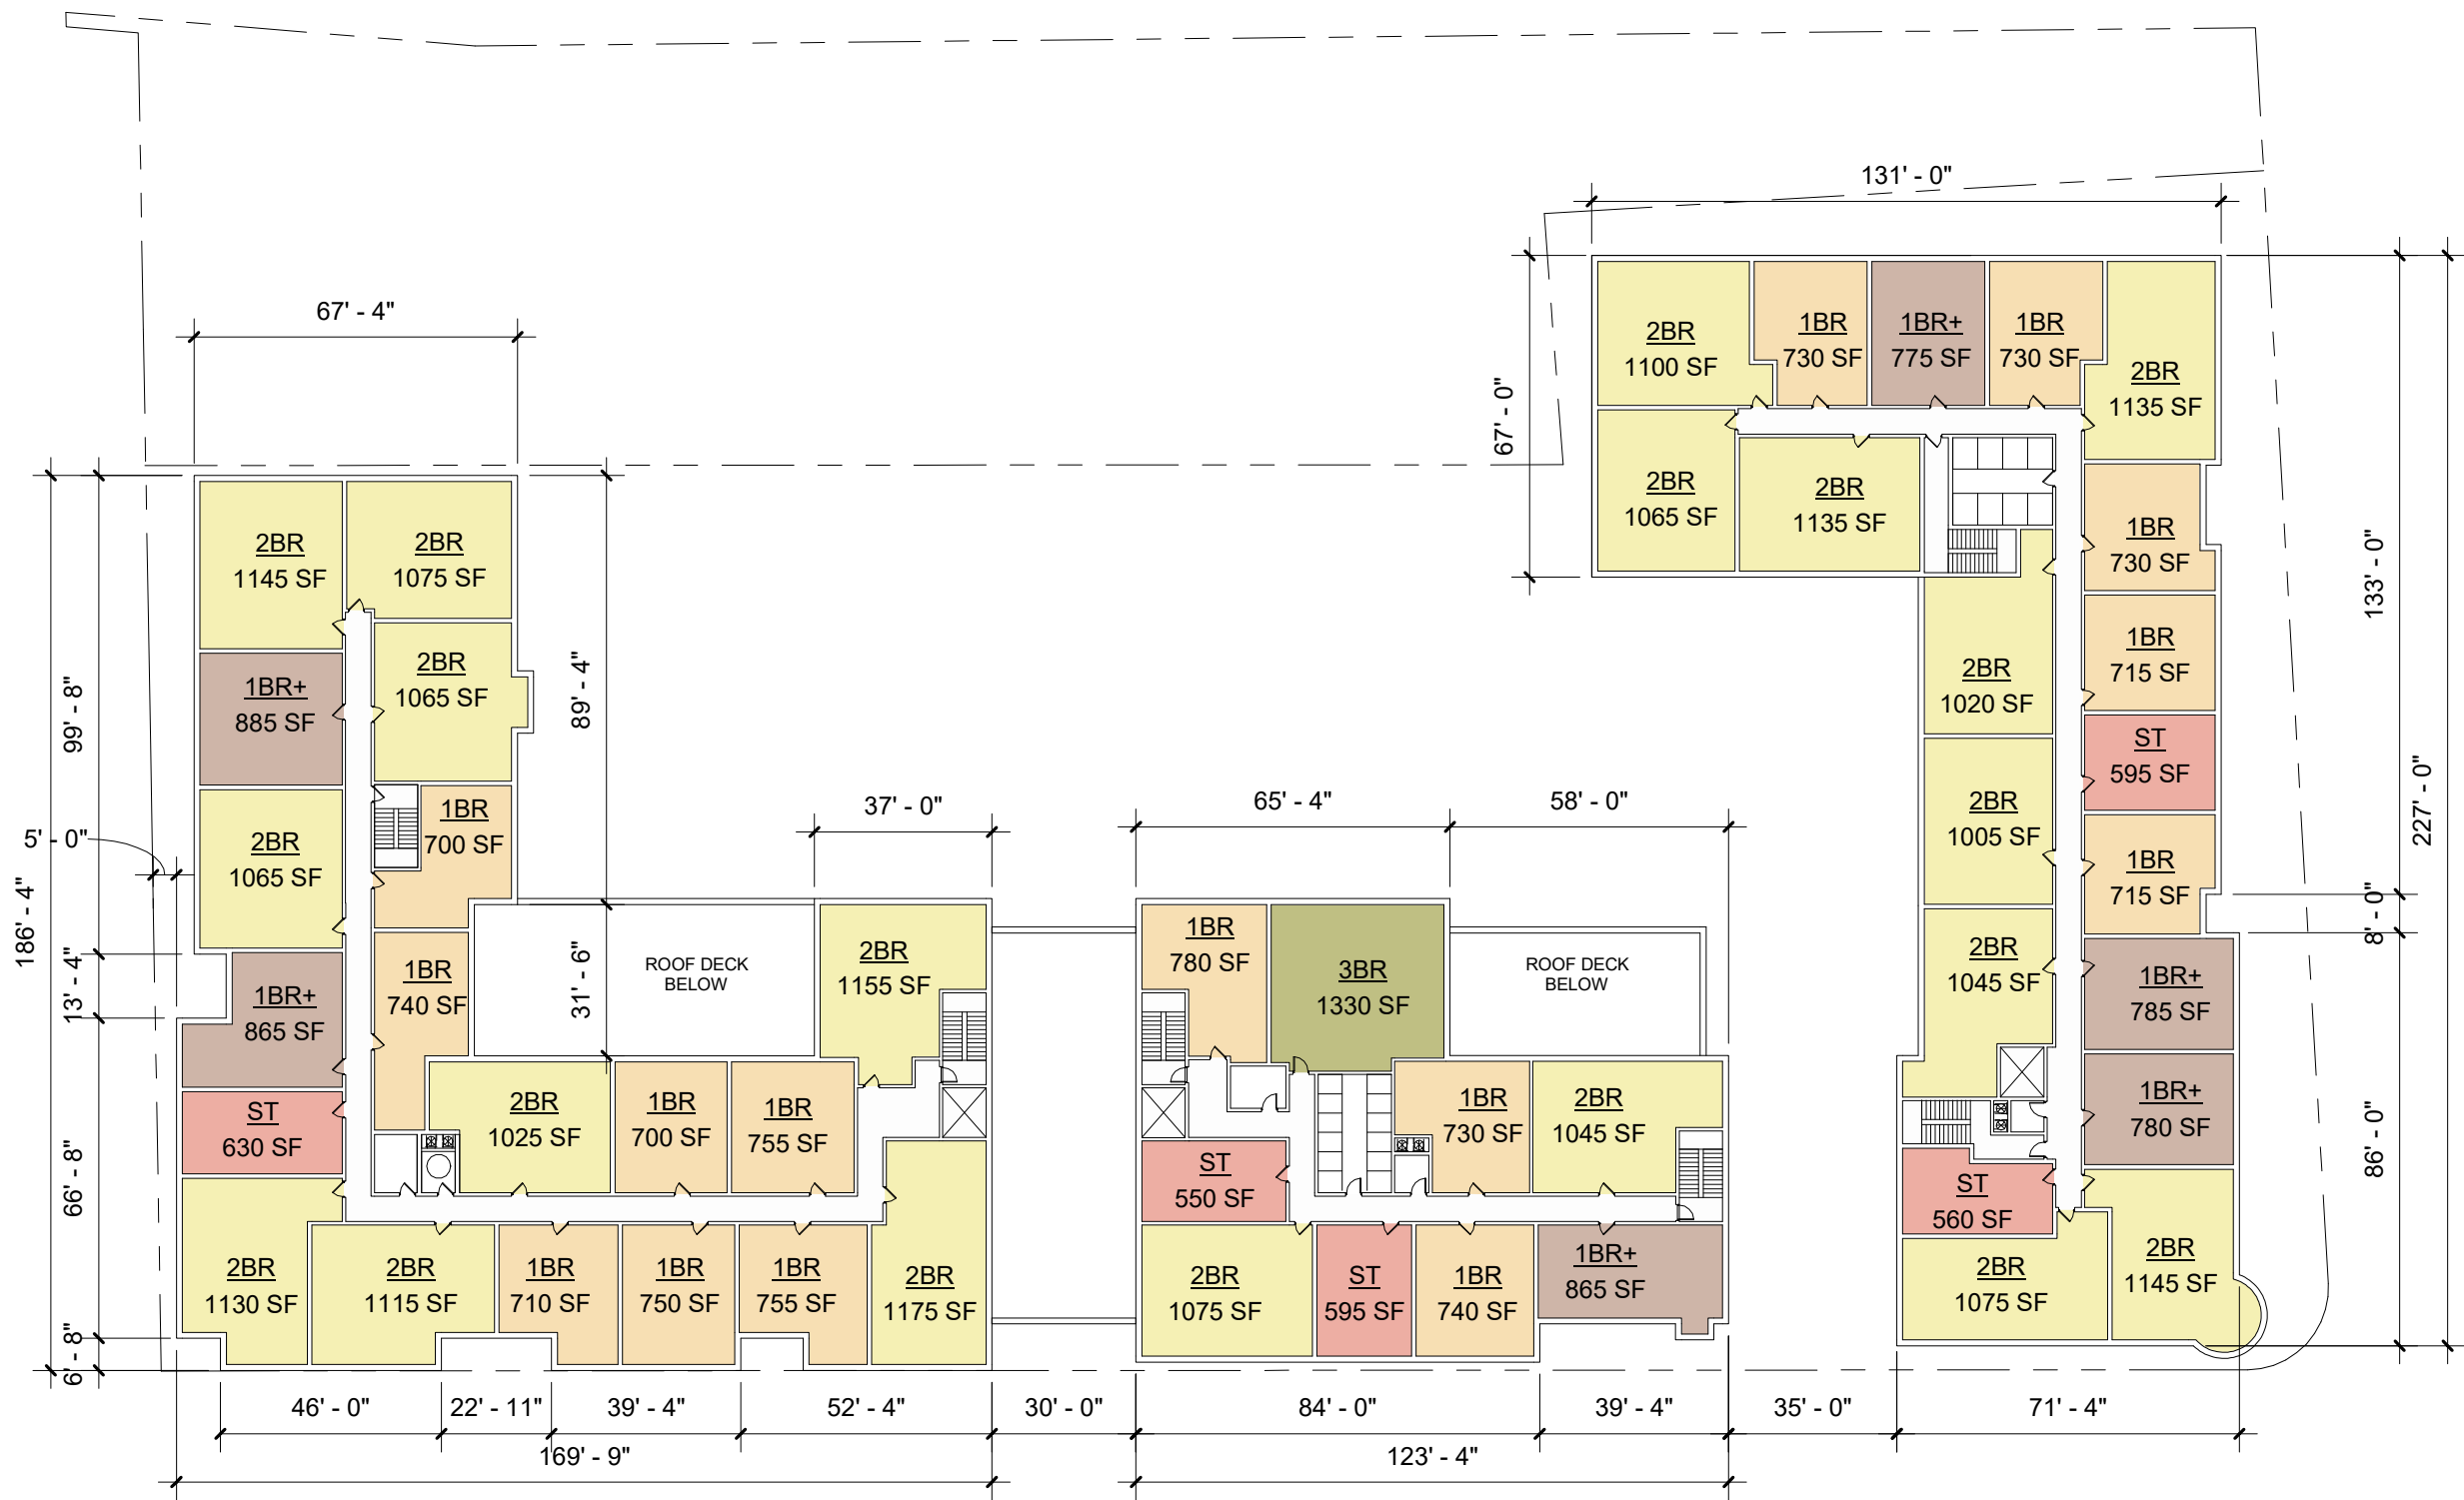 131' - 0"
67' - 4"
67' - 0"
2BR
1100 SF
1BR
730 SF
1BR+
775 SF
1BR
730 SF
2BR
1135 SF
2BR
1065 SF
2BR
1135 SF
1BR
730 SF
1BR
715 SF
ST
595 SF
1BR
715 SF
1BR+
785 SF
1BR+
780 SF
2BR
1020 SF
2BR
1005 SF
2BR
1045 SF
ST
560 SF
2BR
1075 SF
2BR
1145 SF
133' - 0"
8' - 0"
86' - 0"
227' - 0"
2BR
1145 SF
2BR
1075 SF
1BR+
885 SF
2BR
1065 SF
2BR
1065 SF
1BR
700 SF
1BR+
865 SF
1BR
740 SF
ST
630 SF
2BR
1130 SF
2BR
1115 SF
1BR
710 SF
1BR
750 SF
1BR
755 SF
2BR
1175 SF
2BR
1025 SF
1BR
700 SF
1BR
755 SF
2BR
1155 SF
ROOF DECK
BELOW
89' - 4"
31' - 6"
37' - 0"
99' - 8"
5' - 0"
186' - 4"
13' - 4"
66' - 8"
6' - 8"
65' - 4"
58' - 0"
1BR
780 SF
3BR
1330 SF
ROOF DECK
BELOW
1BR
730 SF
2BR
1045 SF
ST
550 SF
2BR
1075 SF
ST
595 SF
1BR
740 SF
1BR+
865 SF
46' - 0"
22' - 11"
39' - 4"
52' - 4"
30' - 0"
84' - 0"
39' - 4"
35' - 0"
71' - 4"
169' - 9"
123' - 4"